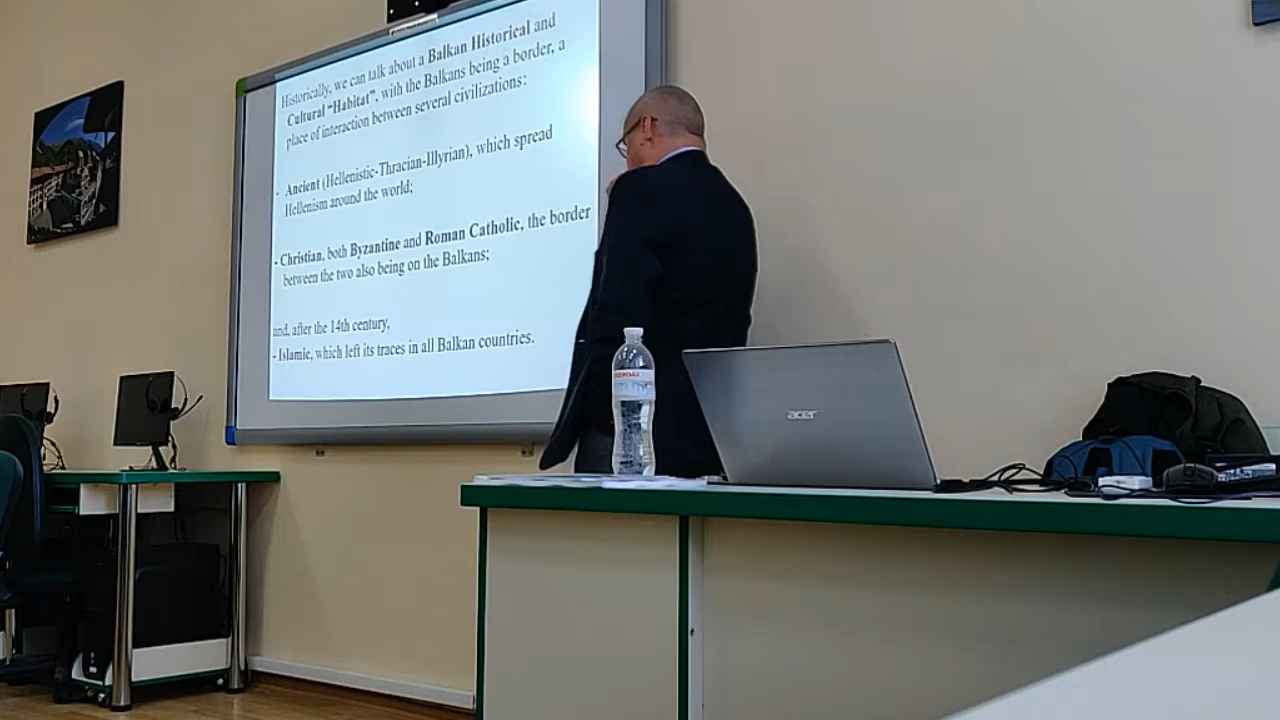 Historically, we can talk about a Balkan Historical and
Cultural “Habitat”, with the Balkans being a border, a
place of interaction between several civilizations:
- Ancient (Hellenistic-Thracian-Illyrian), which spread
Hellenism around the world;
- Christian, both Byzantine and Roman Catholic, the border
between the two also being on the Balkans;
and, after the 14th century,
- Islamic, which left its traces in all Balkan countries.
acer